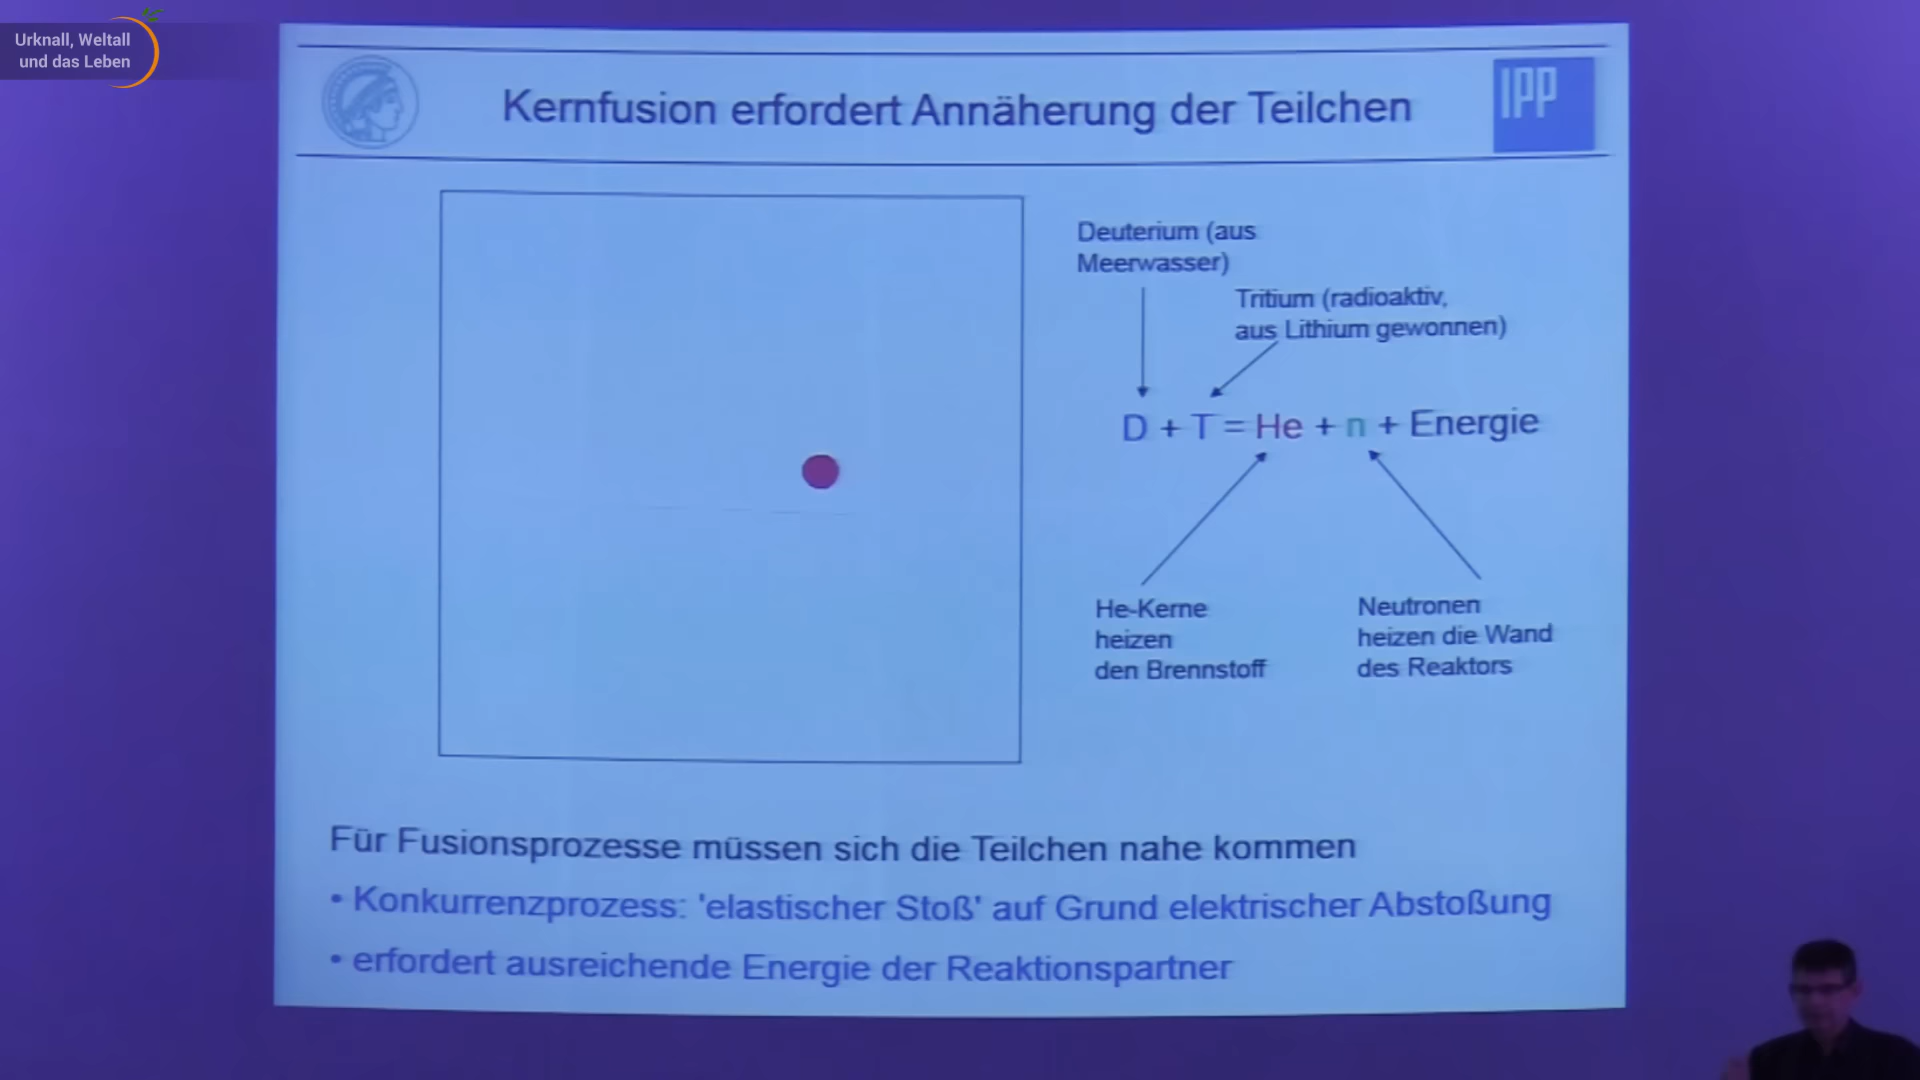 Urknall, Weltall
und das Leben
Kernfusion erfordert Annäherung der Teilchen
IPP
Deuterium (aus
Meerwasser)
Tritium (radioaktiv,
aus Lithium gewonnen)
D + T = He + n + Energie
He-Kerne
heizen
den Brennstoff
Neutronen
heizen die Wand
des Reaktors
Für Fusionsprozesse müssen sich die Teilchen nahe kommen
• Konkurrenzprozess: 'elastischer Stoß' auf Grund elektrischer Abstoßung
• erfordert ausreichende Energie der Reaktionspartner